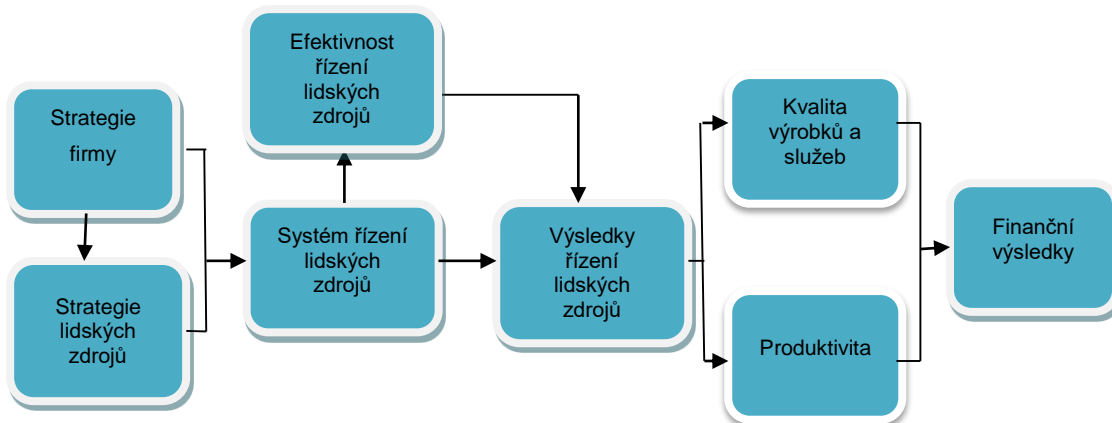 Strategie
firmy
Strategie
lidských
zdrojů
Efektivnost
řízení
lidských
zdrojů
Systém řízení
lidských
zdrojů
Výsledky
řízení
lidských
zdrojů
Kvalita
výrobků a
služeb
Produktivita
Finanční
výsledky